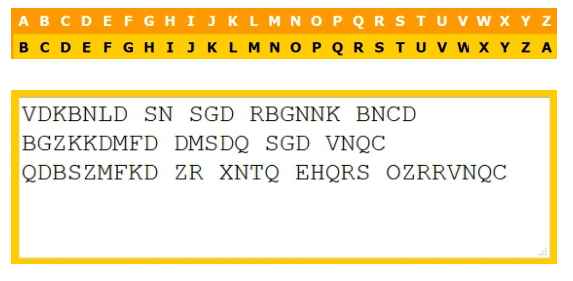 A B C D E F G H I J K L M N O P Q R S T U V W X Y Z
B C D E F G H I J K L M N O P Q R S T U V W X Y Z A
VDKBNLD SN SGD RBGNNK BNCD
BGZKKDMFD DMSDQ SGD VNQC
QDBSZMFKD ZR XNTQ EHQRS OZRRVNQC